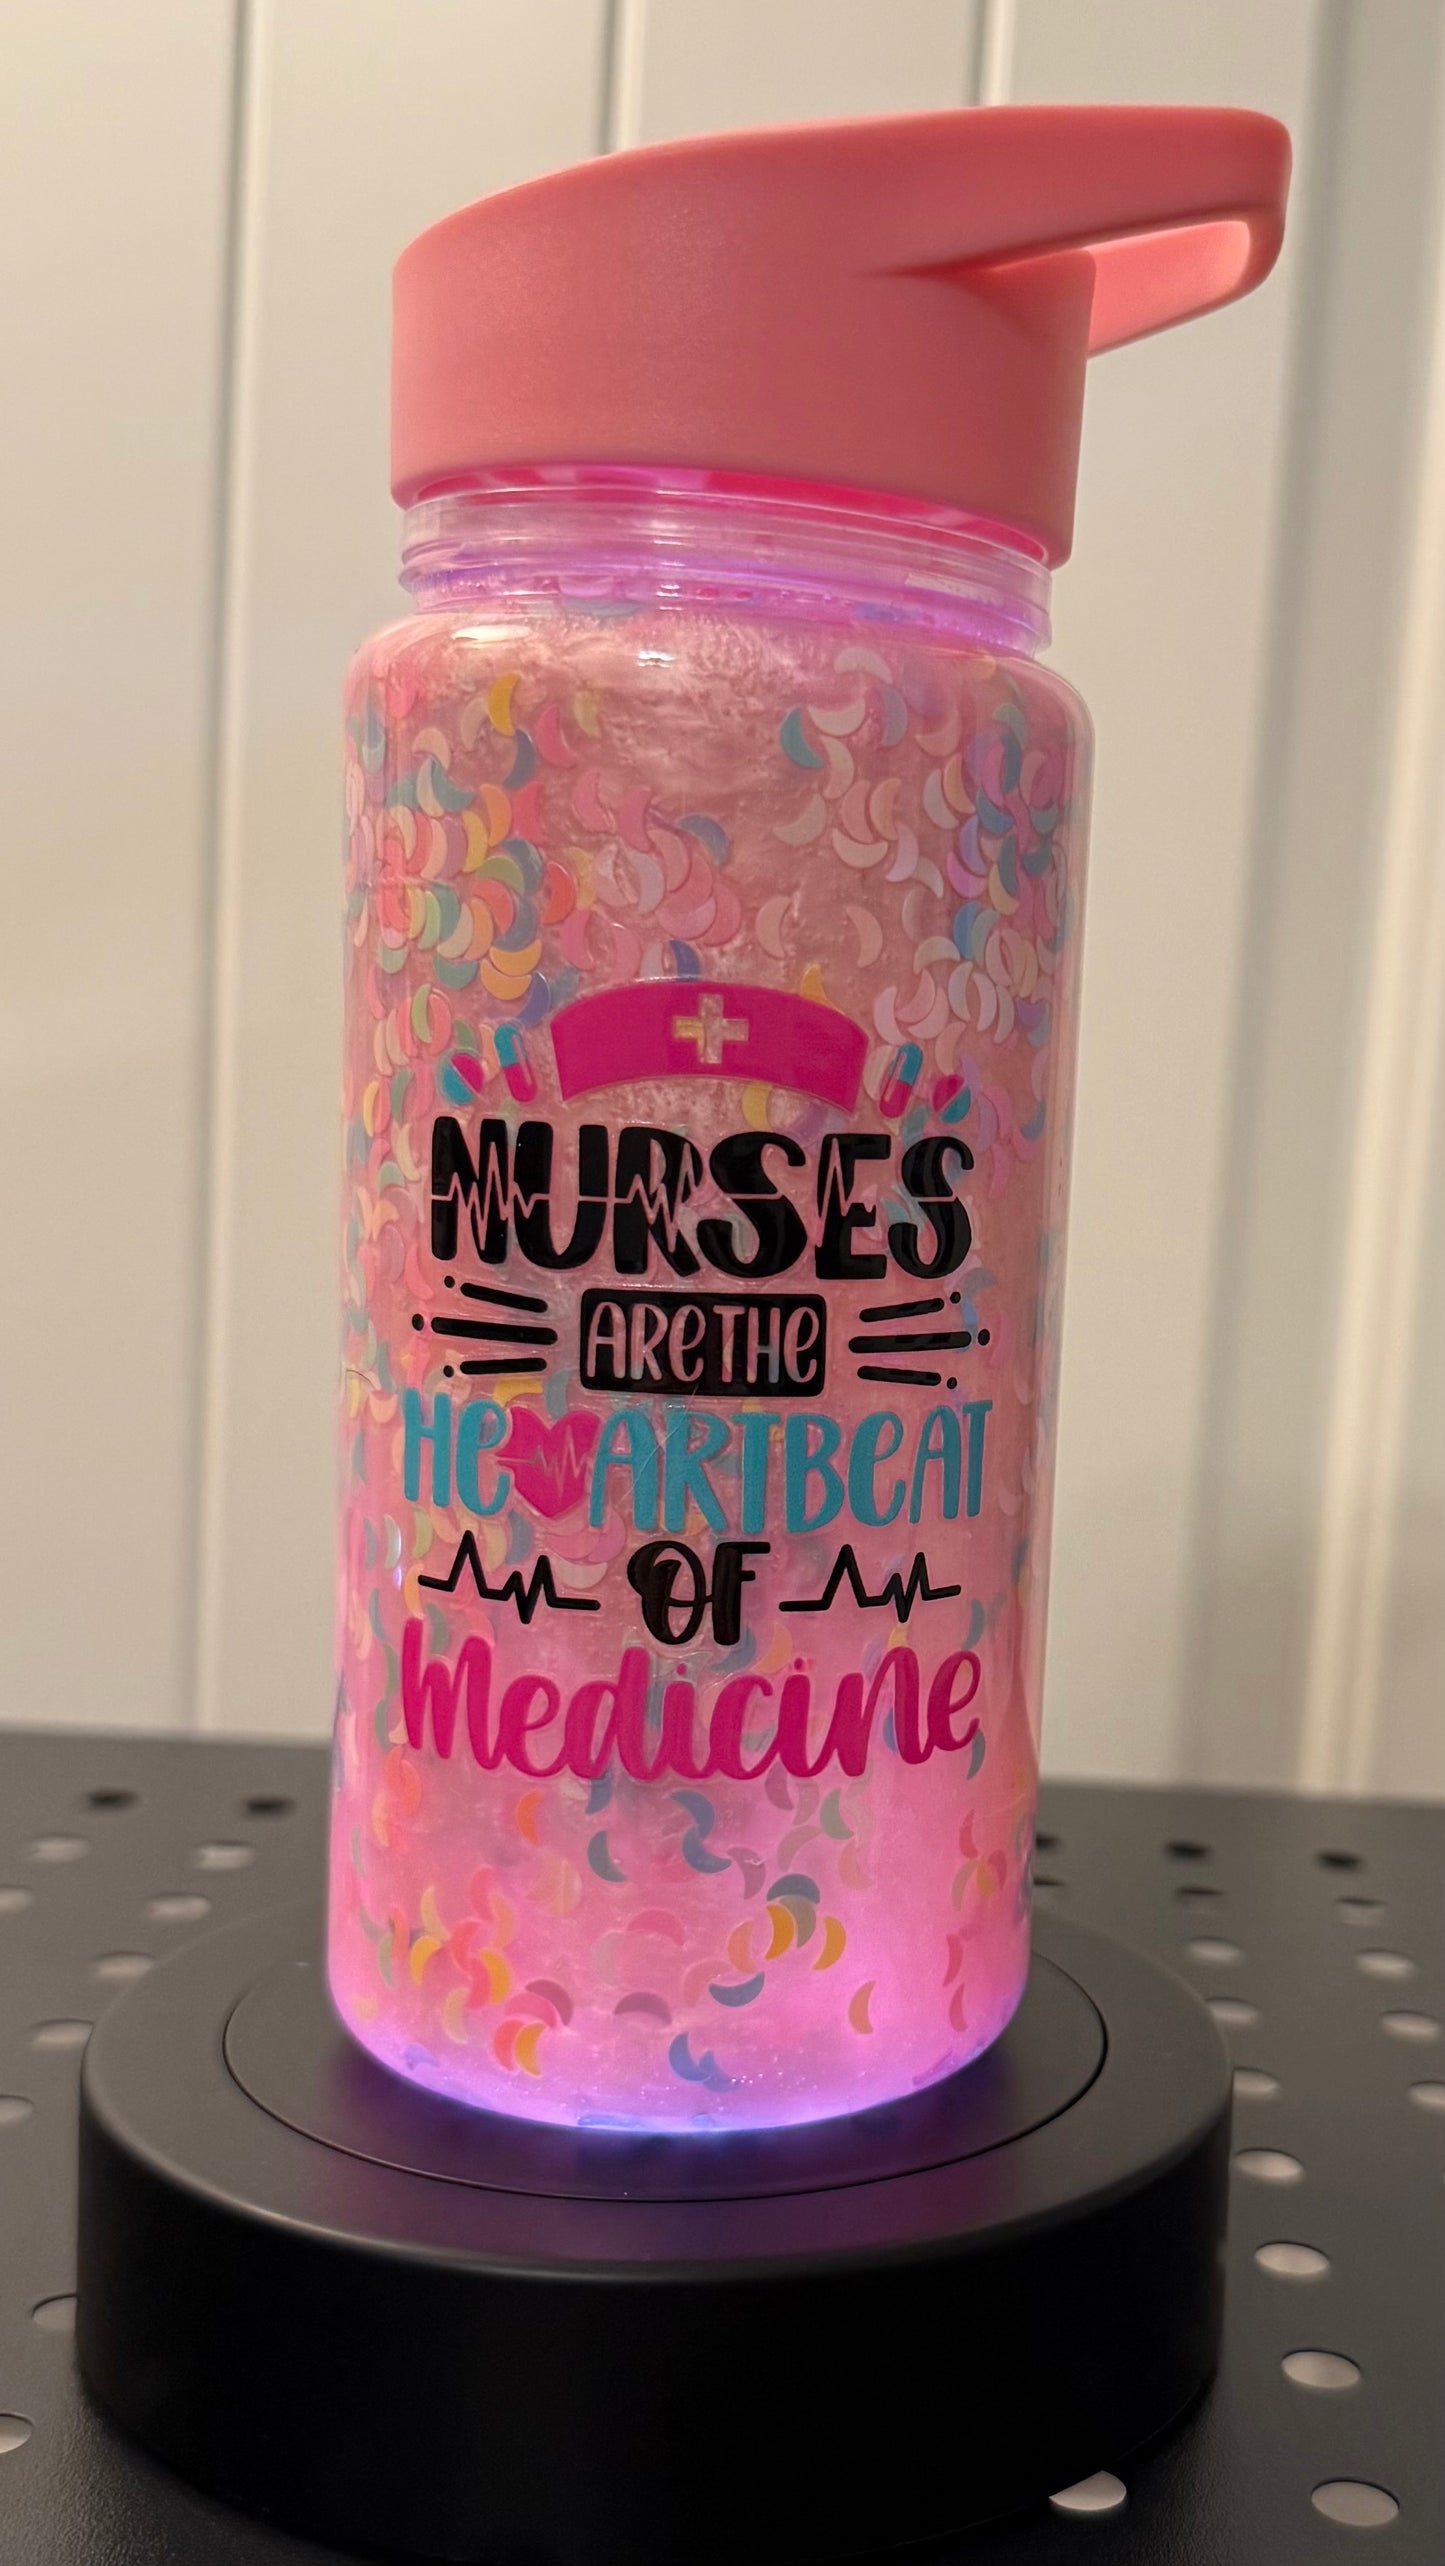 NURSES
ARE THE
HEARTBEAT
OF
Medicine